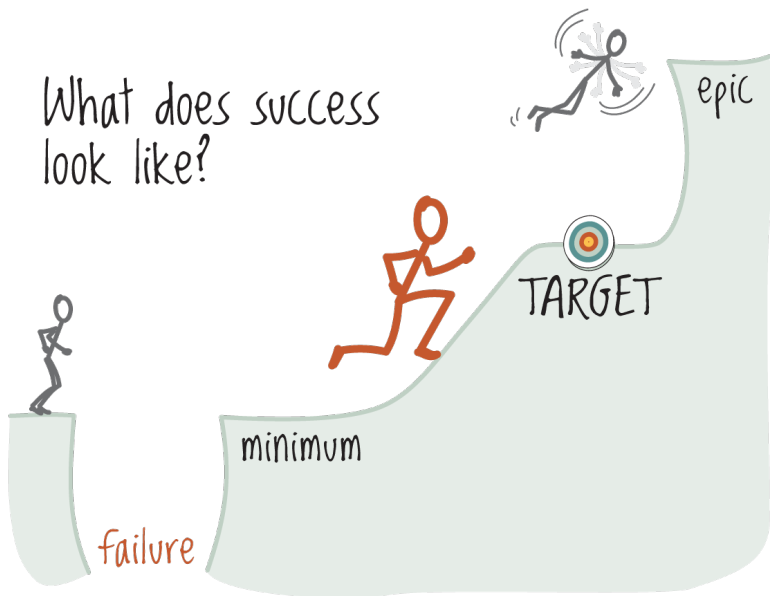 What does success
look like?
epic
TARGET
minimum
failure